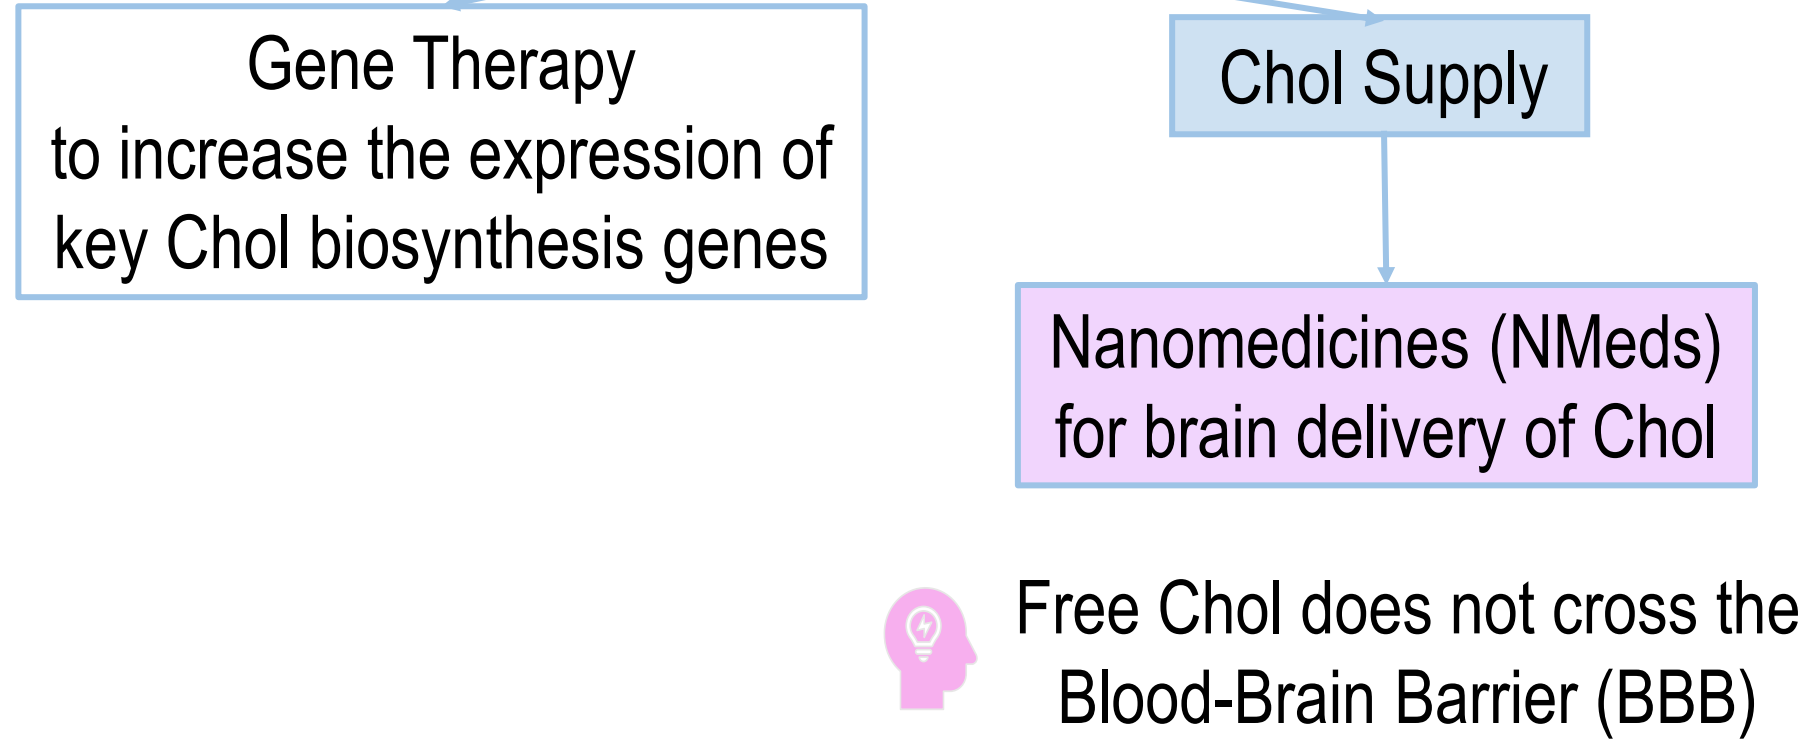 Gene Therapy
to increase the expression of
key Chol biosynthesis genes
Chol Supply
Nanomedicines (NMeds)
for brain delivery of Chol
Free Chol does not cross the
Blood-Brain Barrier (BBB)